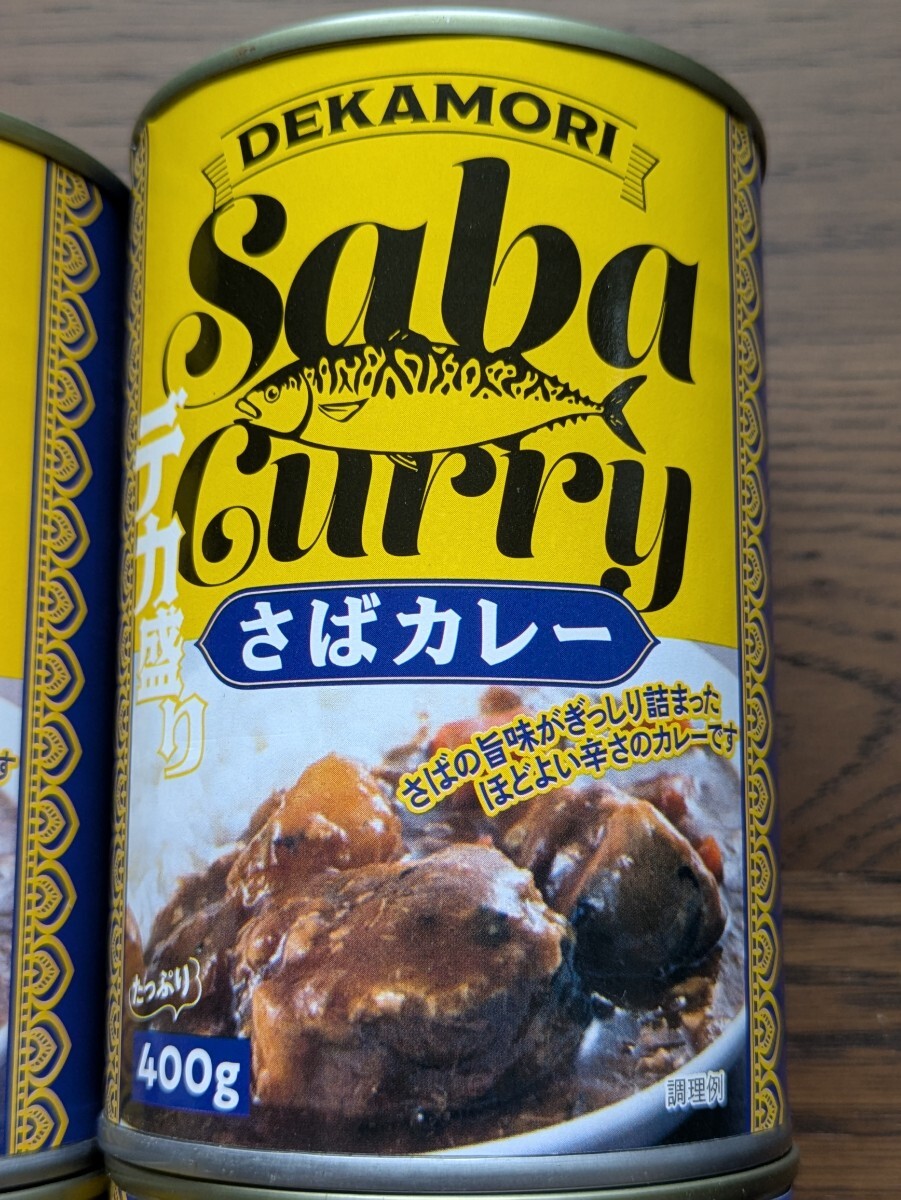 DEKAMORI
Saba
Curry
デカ盛り
さばカレー
さばの旨味がぎっしり詰まった
ほどよい辛さのカレーです
たっぷり
400g
調理例
す